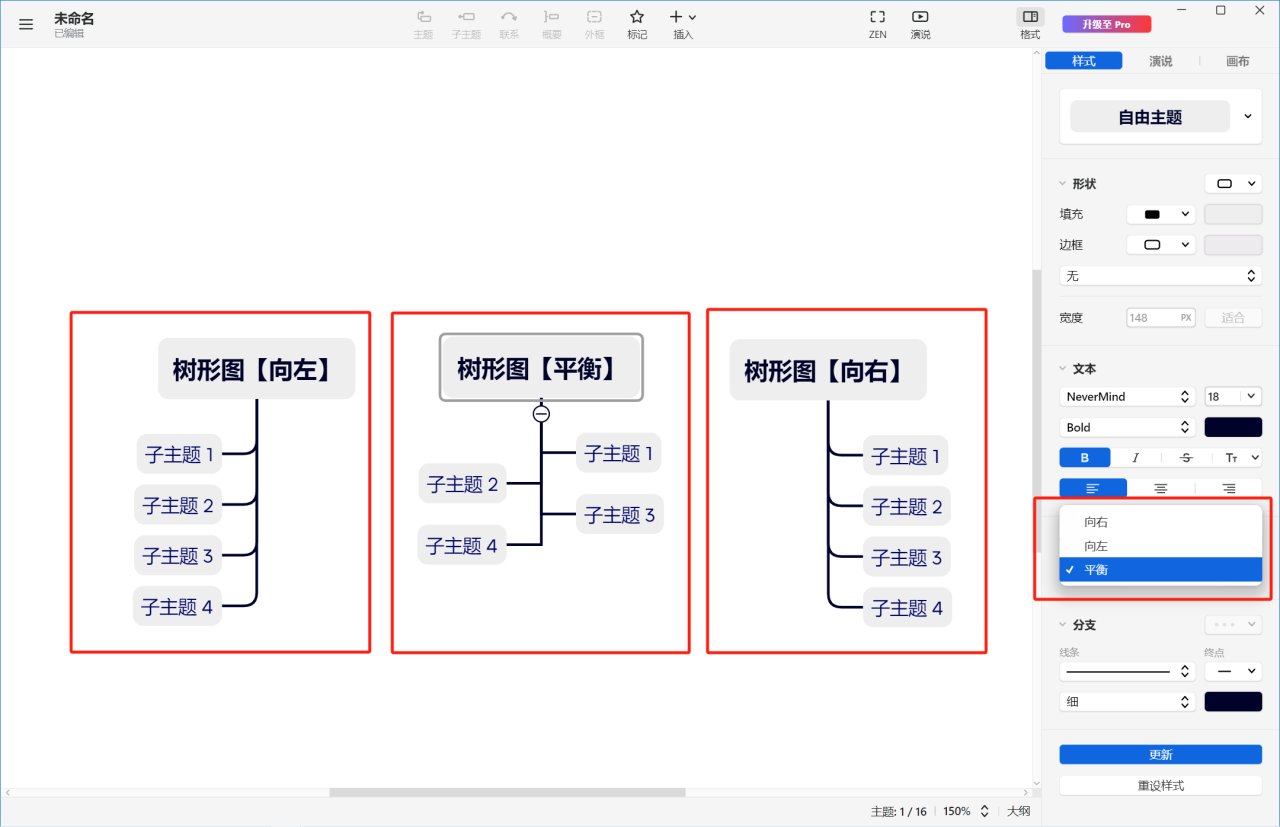 未命名
已编辑
主题
子主题
联系
概要
外框
标记
插入
ZEN
演说
格式
升级至 Pro
样式
演说
画布
自由主题
形状
填充
边框
无
宽度
148 PX
适合
文本
NeverMind
18
Bold
B I S Tт
向右
向左
平衡
分支
线条
终点
细
更新
重设样式
树形图【向左】
子主题 1
子主题 2
子主题 3
子主题 4
树形图【平衡】
子主题 1
子主题 2
子主题 3
子主题 4
树形图【向右】
子主题 1
子主题 2
子主题 3
子主题 4
主题: 1 / 16
150%
大纲